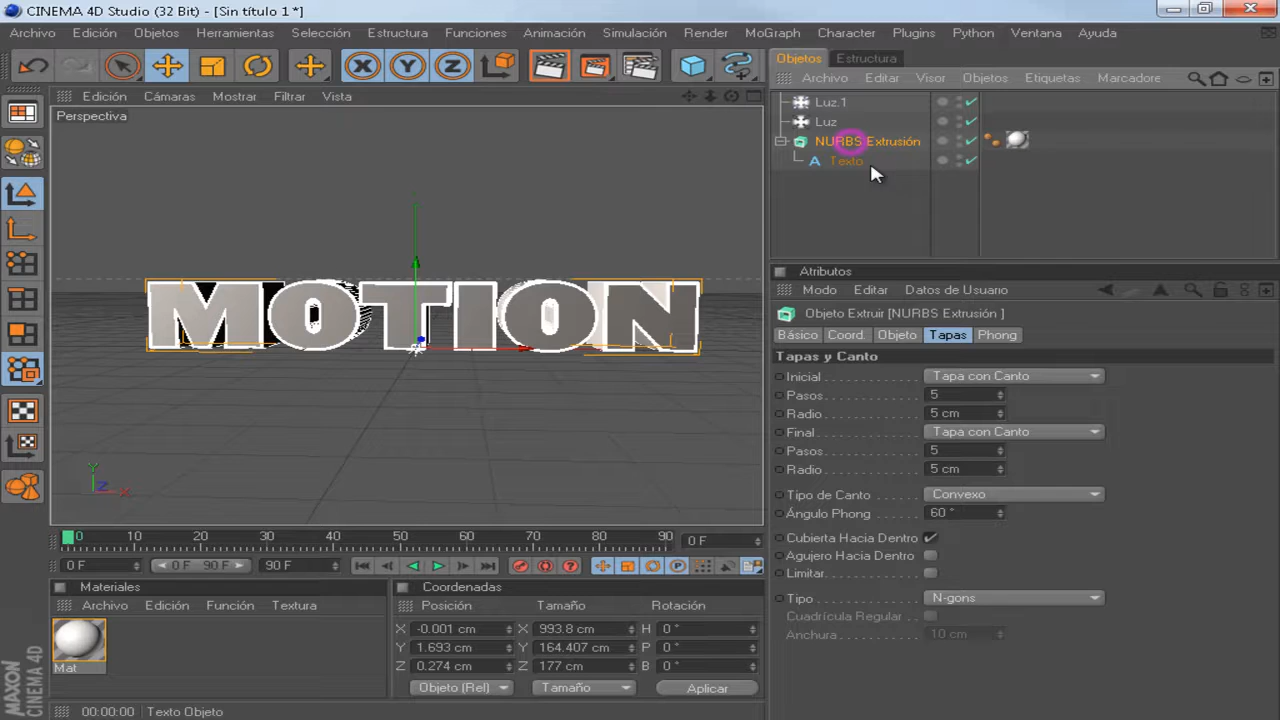 CINEMA 4D Studio (32 Bit) - [Sin título 1 *]
Archivo Edición Objetos Herramientas Selección Estructura Funciones Animación Simulación Render MoGraph Character Plugins Python Ventana Ayuda
X Y Z
Objetos Estructura
Archivo Editar Visor Objetos Etiquetas Marcadore
Edición Cámaras Mostrar Filtrar Vista
Perspectiva
Luz.1
Luz
NURBS Extrusión
A Texto
MOTION
Atributos
Modo Editar Datos de Usuario
Objeto Extruir [NURBS Extrusión ]
Básico Coord. Objeto Tapas Phong
Tapas y Canto
Inicial Tapa con Canto
Pasos 5
Radio 5 cm
Final Tapa con Canto
Pasos 5
Radio 5 cm
Tipo de Canto Convexo
Ángulo Phong 60 °
Cubierta Hacia Dentro
Agujero Hacia Dentro
Limitar
Tipo N-gons
Cuadrícula Regular
Anchura 10 cm
Y Z X
0 10 20 30 40 50 60 70 80 90 0 F
0 F 0 F 90 F 90 F
P
Materiales
Archivo Edición Función Textura
Mat
Coordenadas
Posición Tamaño Rotación
X -0.001 cm X 993.8 cm H 0 °
Y 1.693 cm Y 164.407 cm P 0 °
Z 0.274 cm Z 177 cm B 0 °
Objeto (Rel) Tamaño Aplicar
MAXON CINEMA 4D
00:00:00 Texto Objeto